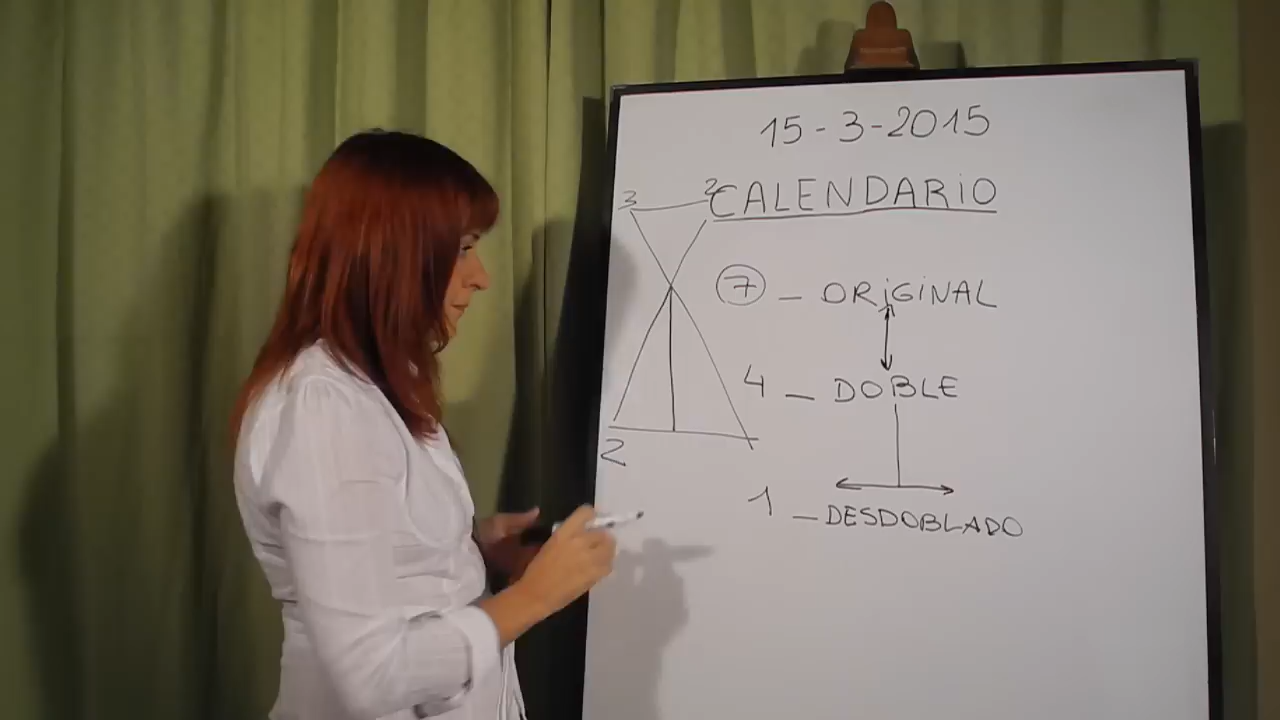 15-3-2015
3 2 CALENDARiO
7 - ORiGiNAL
4 - DOBLE
2
1 - DESDOBLADO